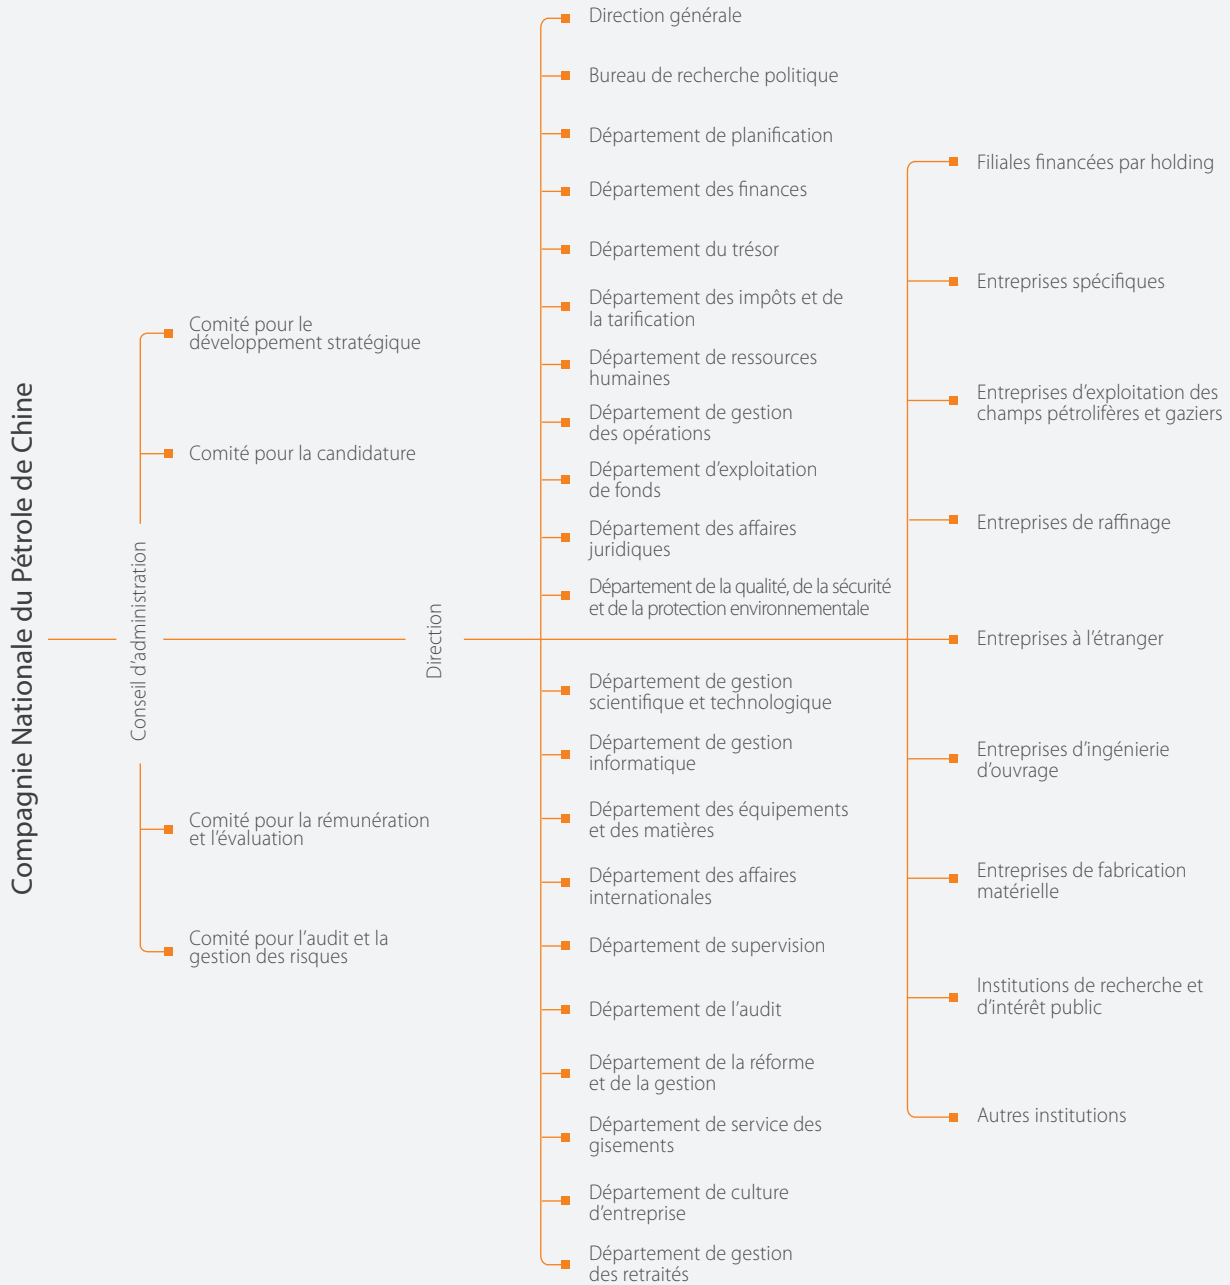 Compagnie Nationale du Pétrole de Chine
Conseil d'administration
Comité pour le
développement stratégique
Comité pour la candidature
Comité pour la rémunération
et l'évaluation
Comité pour l'audit et la
gestion des risques
Direction
Direction générale
Bureau de recherche politique
Département de planification
Département des finances
Département du trésor
Département des impôts et de
la tarification
Département de ressources
humaines
Département de gestion
des opérations
Département d'exploitation
de fonds
Département des affaires
juridiques
Département de la qualité, de la sécurité
et de la protection environnementale
Département de gestion
scientifique et technologique
Département de gestion
informatique
Département des équipements
et des matières
Département des affaires
internationales
Département de supervision
Département de l'audit
Département de la réforme
et de la gestion
Département de service des
gisements
Département de culture
d'entreprise
Département de gestion
des retraités
Filiales financées par holding
Entreprises spécifiques
Entreprises d'exploitation des
champs pétrolifères et gaziers
Entreprises de raffinage
Entreprises à l'étranger
Entreprises d'ingénierie
d'ouvrage
Entreprises de fabrication
matérielle
Institutions de recherche et
d'intérêt public
Autres institutions